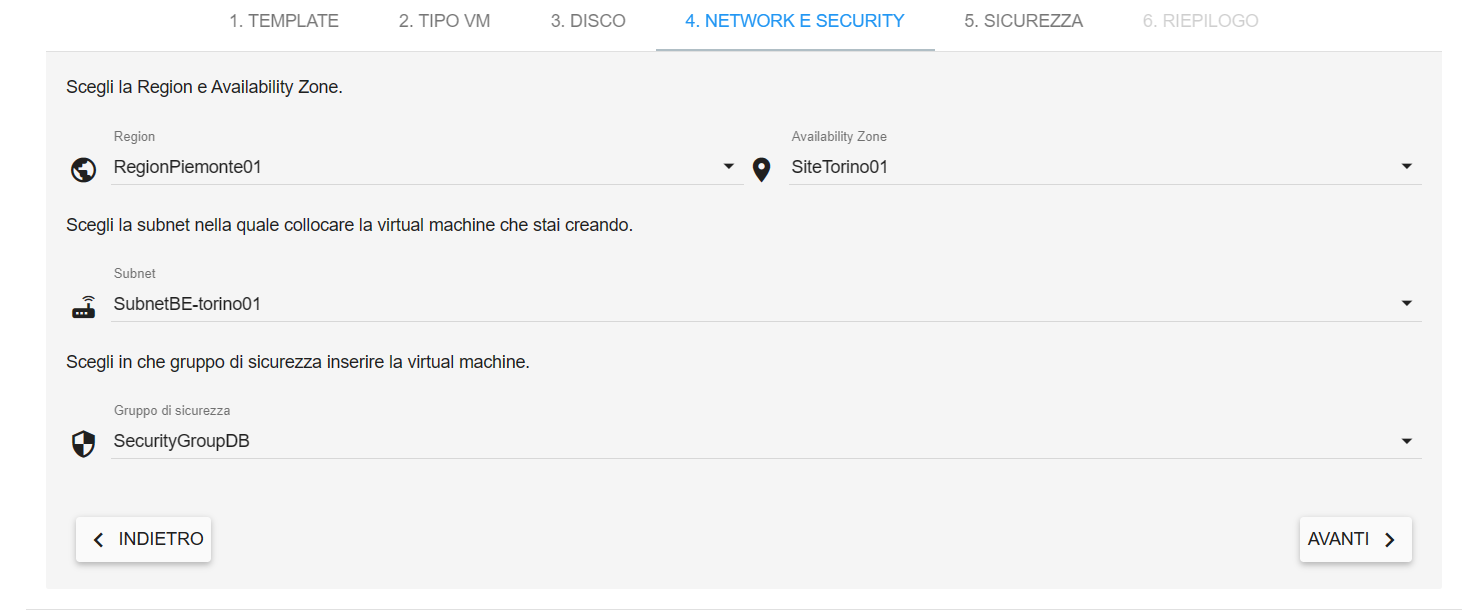 1. TEMPLATE 2. TIPO VM 3. DISCO 4. NETWORK E SECURITY 5. SICUREZZA 6. RIEPILOGO
Scegli la Region e Availability Zone.
Region Availability Zone
RegionPiemonte01 SiteTorino01
Scegli la subnet nella quale collocare la virtual machine che stai creando.
Subnet
SubnetBE-torino01
Scegli in che gruppo di sicurezza inserire la virtual machine.
Gruppo di sicurezza
SecurityGroupDB
INDIETRO AVANTI